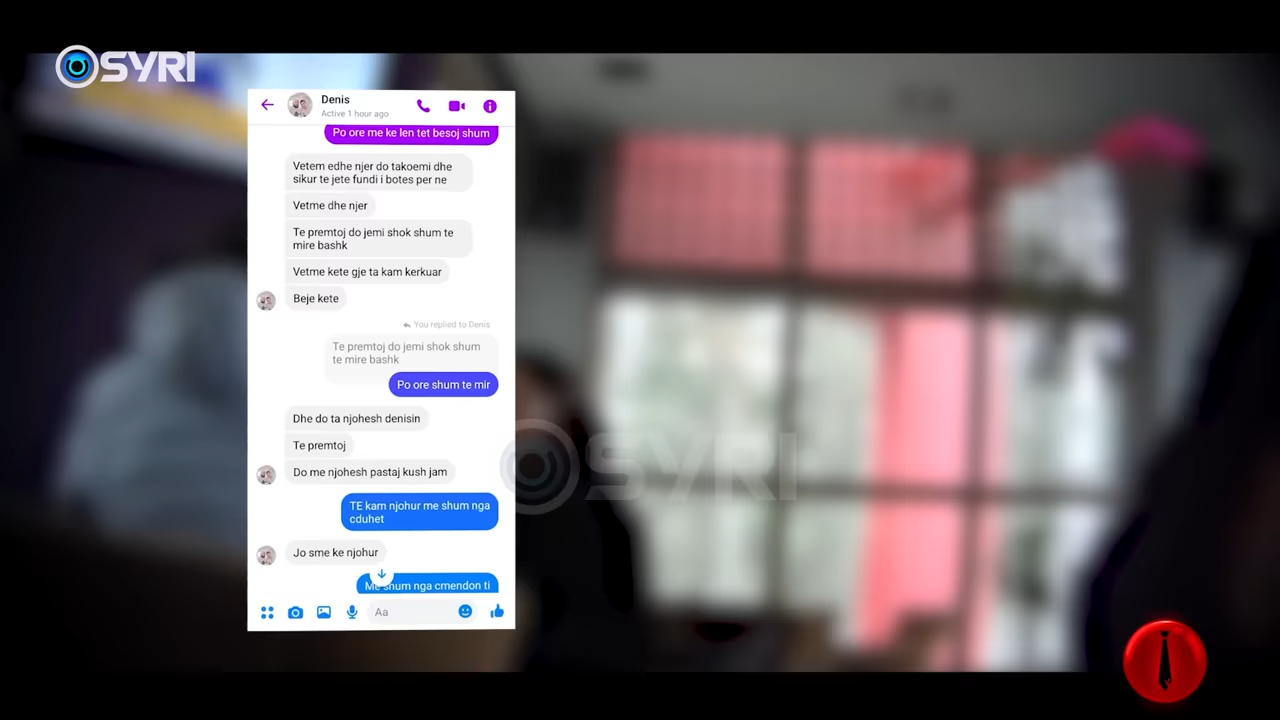 SYRI
Denis
Active 1 hour ago
Po ore me ke len tet besoj shum
Vetem edhe njer do takoemi dhe
sikur te jete fundi i botes per ne
Vetme dhe njer
Te premtoj do jemi shok shum te
mire bashk
Vetme kete gje ta kam kerkuar
Beje kete
You replied to Denis
Te premtoj do jemi shok shum
te mire bashk
Po ore shum te mir
Dhe do ta njohesh denisin
Te premtoj
Do me njohesh pastaj kush jam
TE kam njohur me shum nga
cduhet
Jo sme ke njohur
Me shum nga cmendon ti
Aa
SYRI